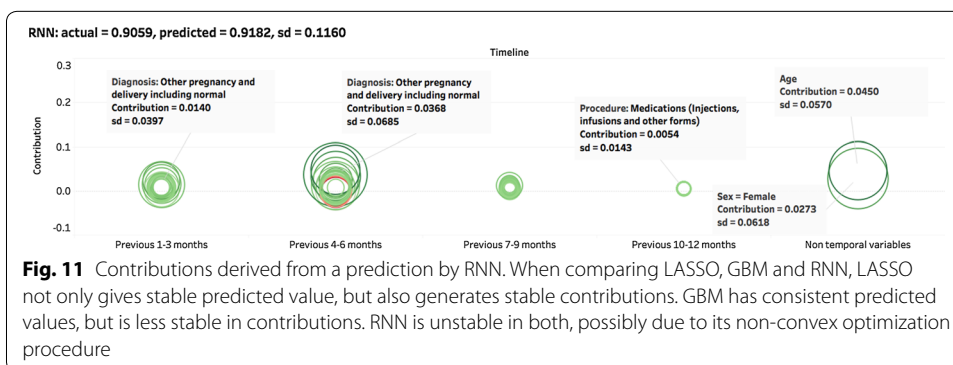 RNN: actual = 0.9059, predicted = 0.9182, sd = 0.1160
Timeline
0.3
0.2
0.1
0.0
-0.1
Contribution
Diagnosis: Other pregnancy and
delivery including normal
Contribution = 0.0140
sd = 0.0397
Diagnosis: Other pregnancy
and delivery including normal
Contribution = 0.0368
sd = 0.0685
Procedure: Medications (Injections,
infusions and other forms)
Contribution = 0.0054
sd = 0.0143
Age
Contribution = 0.0450
sd = 0.0570
Sex = Female
Contribution = 0.0273
sd = 0.0618
Previous 1-3 months
Previous 4-6 months
Previous 7-9 months
Previous 10-12 months
Non temporal variables
Fig. 11 Contributions derived from a prediction by RNN. When comparing LASSO, GBM and RNN, LASSO
not only gives stable predicted value, but also generates stable contributions. GBM has consistent predicted
values, but is less stable in contributions. RNN is unstable in both, possibly due to its non-convex optimization
procedure